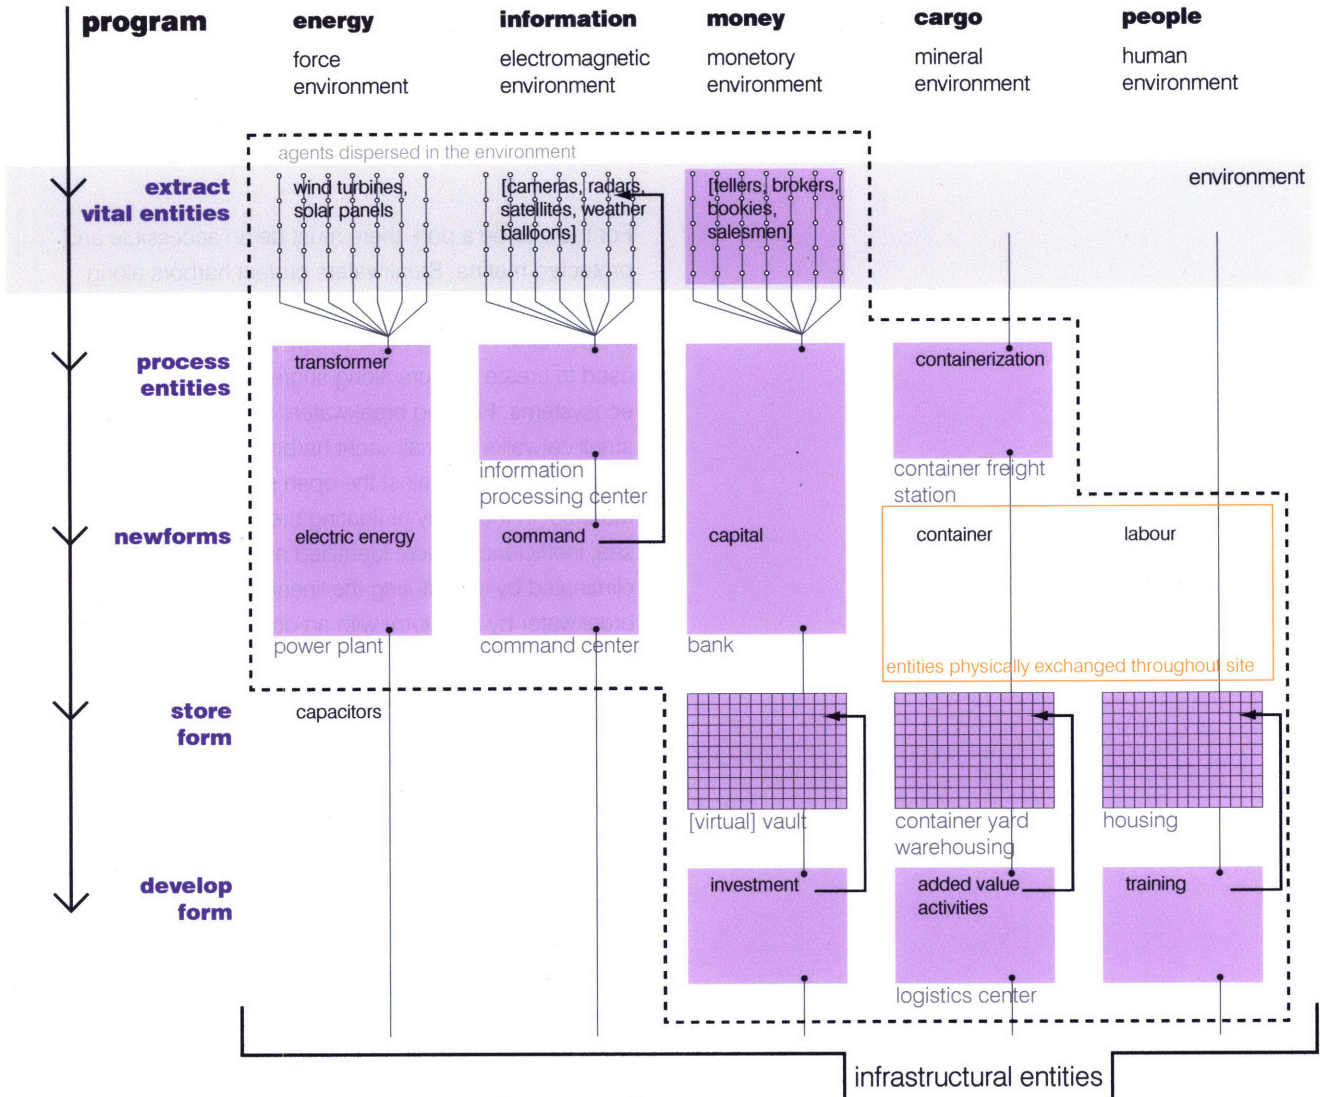 program
energy
information
money
cargo
people
force
environment
electromagnetic
environment
monetory
environment
mineral
environment
human
environment
agents dispersed in the environment
extract
vital entities
wind turbines,
solar panels
[cameras, radars,
satellites, weather
balloons]
[tellers, brokers,
bookies,
salesmen]
environment
process
entities
transformer
containerization
information
processing center
container freight
station
newforms
electric energy
command
capital
container
labour
power plant
command center
bank
entities physically exchanged throughout site
store
form
capacitors
[virtual] vault
container yard
warehousing
housing
develop
form
investment
added value
activities
training
logistics center
infrastructural entities